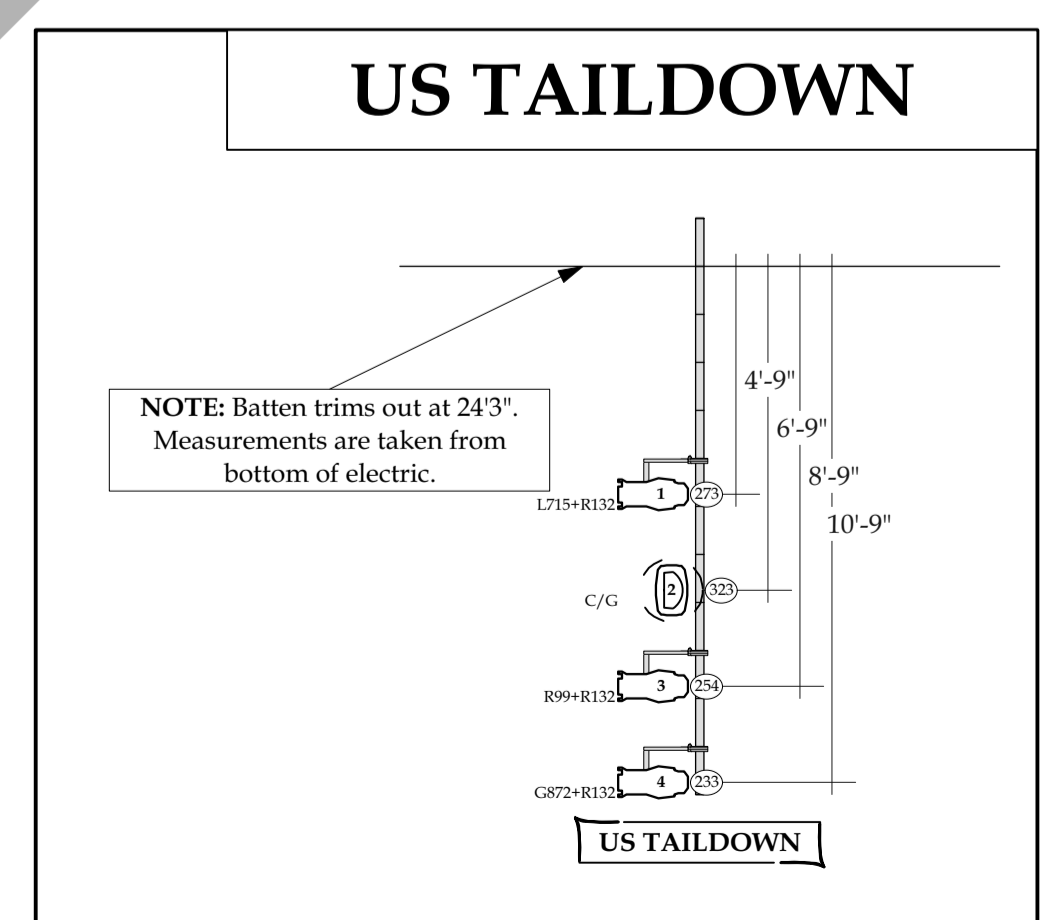 US TAILDOWN
NOTE: Batten trims out at 24'3".
Measurements are taken from
bottom of electric.
4'-9"
6'-9"
8'-9"
10'-9"
L715+R132 1 273
C/G 2 323
R99+R132 3 254
G872+R132 4 233
US TAILDOWN